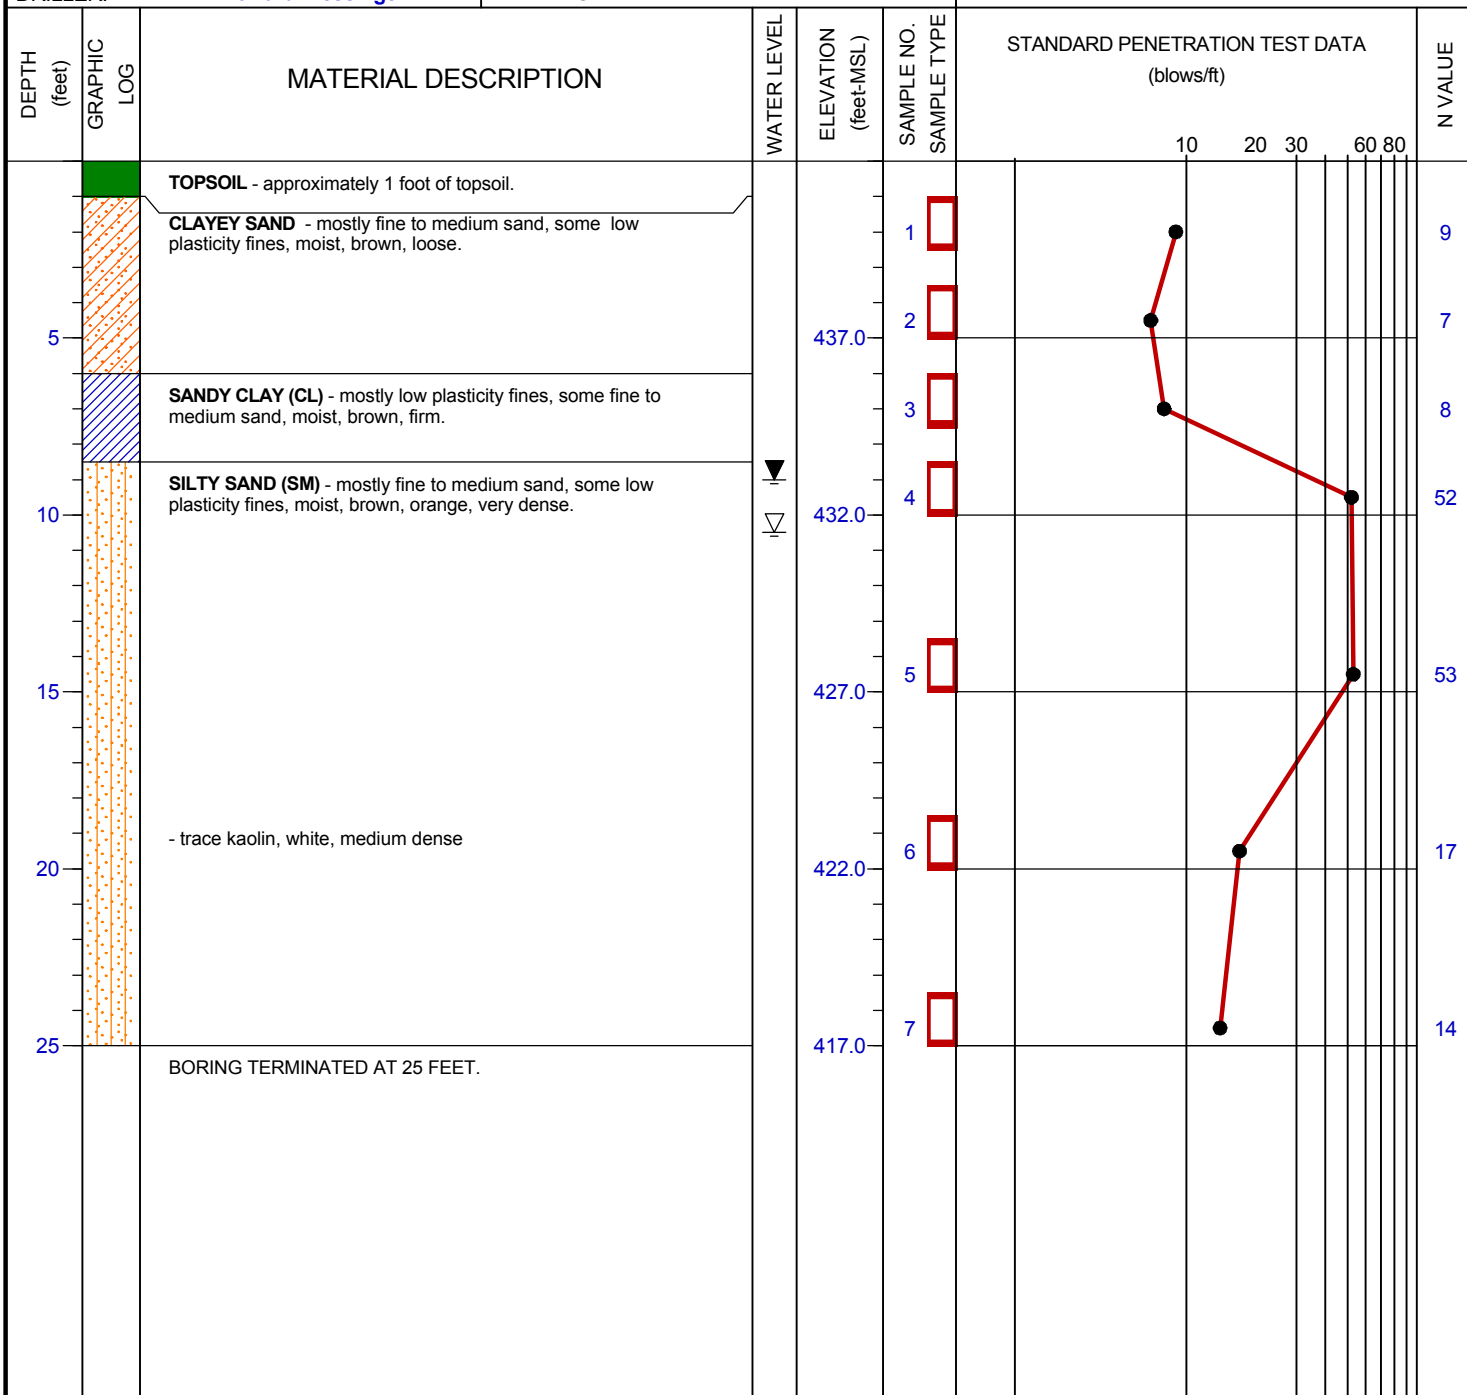 DEPTH
(feet)
GRAPHIC
LOG
MATERIAL DESCRIPTION
WATER LEVEL
ELEVATION
(feet-MSL)
SAMPLE NO.
SAMPLE TYPE
STANDARD PENETRATION TEST DATA
(blows/ft)
N VALUE
10 20 30 60 80
TOPSOIL - approximately 1 foot of topsoil.
CLAYEY SAND - mostly fine to medium sand, some low
plasticity fines, moist, brown, loose.
1 9
2 7
5 437.0
SANDY CLAY (CL) - mostly low plasticity fines, some fine to
medium sand, moist, brown, firm.
3 8
SILTY SAND (SM) - mostly fine to medium sand, some low
plasticity fines, moist, brown, orange, very dense.
4 52
10 432.0
5 53
15 427.0
- trace kaolin, white, medium dense
6 17
20 422.0
7 14
25 417.0
BORING TERMINATED AT 25 FEET.